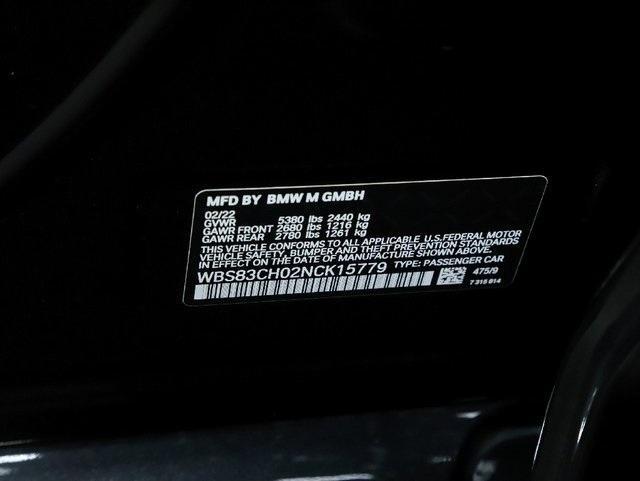 MFD BY BMW M GMBH
02/22
GVWR 5380 lbs 2440 kg
GAWR FRONT 2680 lbs 1216 kg
GAWR REAR 2780 lbs 1261 kg
THIS VEHICLE CONFORMS TO ALL APPLICABLE U.S. FEDERAL MOTOR
VEHICLE SAFETY, BUMPER AND THEFT PREVENTION STANDARDS
IN EFFECT ON THE DATE OF MANUFACTURE SHOWN ABOVE.
WBS83CH02NCK15779 TYPE: PASSENGER CAR
475/9
7 315 814